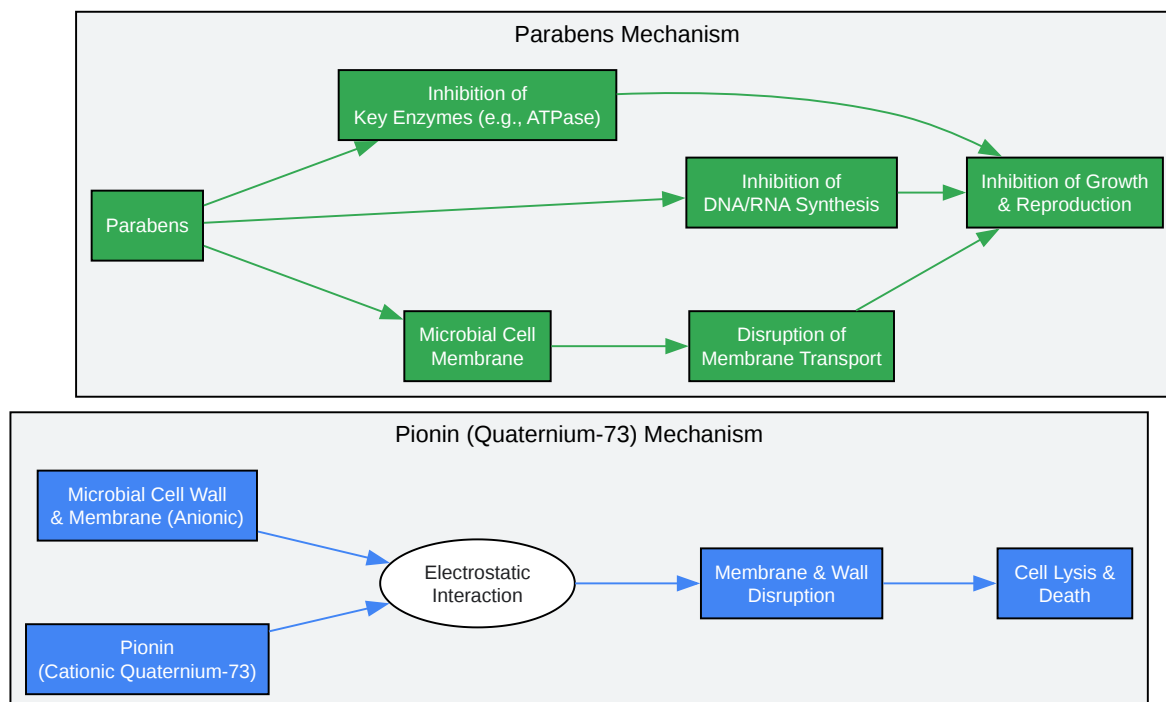 Parabens Mechanism
Inhibition of
Key Enzymes (e.g., ATPase)
Inhibition of
DNA/RNA Synthesis
Inhibition of Growth
& Reproduction
Parabens
Microbial Cell
Membrane
Disruption of
Membrane Transport
Pionin (Quaternium-73) Mechanism
Microbial Cell Wall
& Membrane (Anionic)
Electrostatic
Interaction
Membrane & Wall
Disruption
Cell Lysis &
Death
Pionin
(Cationic Quaternium-73)